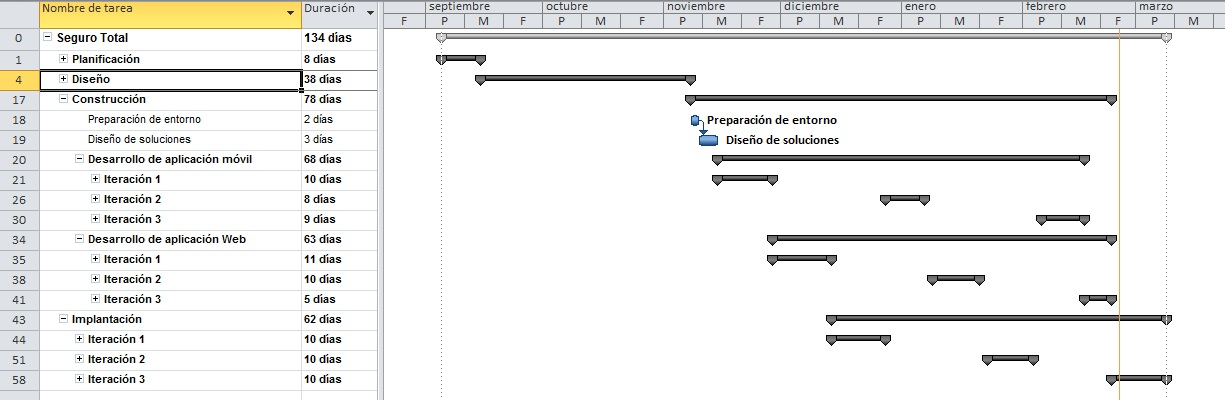 Nombre de tarea Duración septiembre octubre noviembre diciembre enero febrero marzo
F P M F P M F P M F P M F P M F P M F P M
0 Seguro Total 134 días
1 Planificación 8 días
4 Diseño 38 días
17 Construcción 78 días
18 Preparación de entorno 2 días Preparación de entorno
19 Diseño de soluciones 3 días Diseño de soluciones
20 Desarrollo de aplicación móvil 68 días
21 Iteración 1 10 días
26 Iteración 2 8 días
30 Iteración 3 9 días
34 Desarrollo de aplicación Web 63 días
35 Iteración 1 11 días
38 Iteración 2 10 días
41 Iteración 3 5 días
43 Implantación 62 días
44 Iteración 1 10 días
51 Iteración 2 10 días
58 Iteración 3 10 días